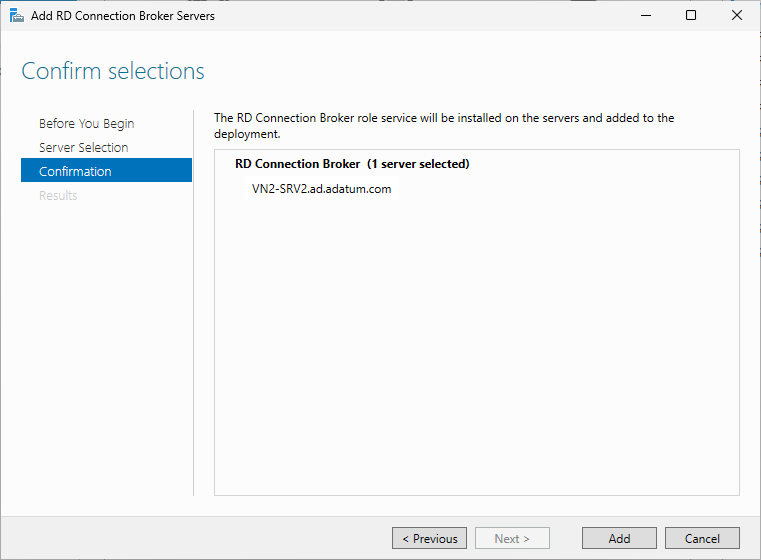 Add RD Connection Broker Servers
Confirm selections
Before You Begin
Server Selection
Confirmation
Results
The RD Connection Broker role service will be installed on the servers and added to the
deployment.
RD Connection Broker (1 server selected)
VN2-SRV2.ad.adatum.com
< Previous
Next >
Add
Cancel